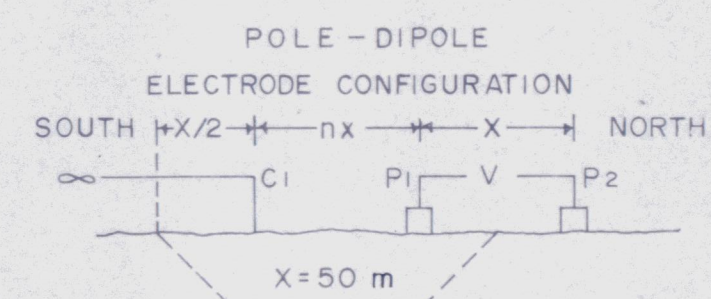 POLE-DIPOLE
ELECTRODE CONFIGURATION
SOUTH X/2 nx X NORTH
∞ C1 P1 V P2
X=50 m